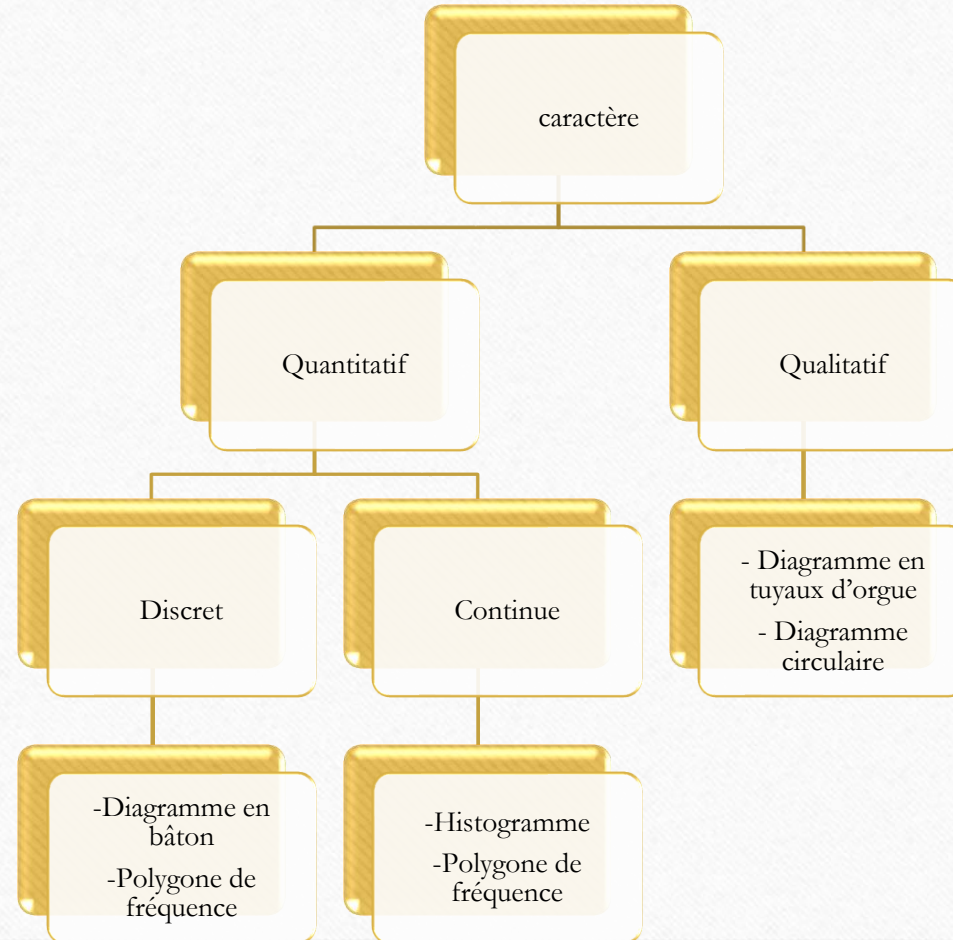 caractère
Quantitatif
Qualitatif
Discret
Continue
- Diagramme en
tuyaux d’orgue
- Diagramme
circulaire
-Diagramme en
bâton
-Polygone de
fréquence
-Histogramme
-Polygone de
fréquence